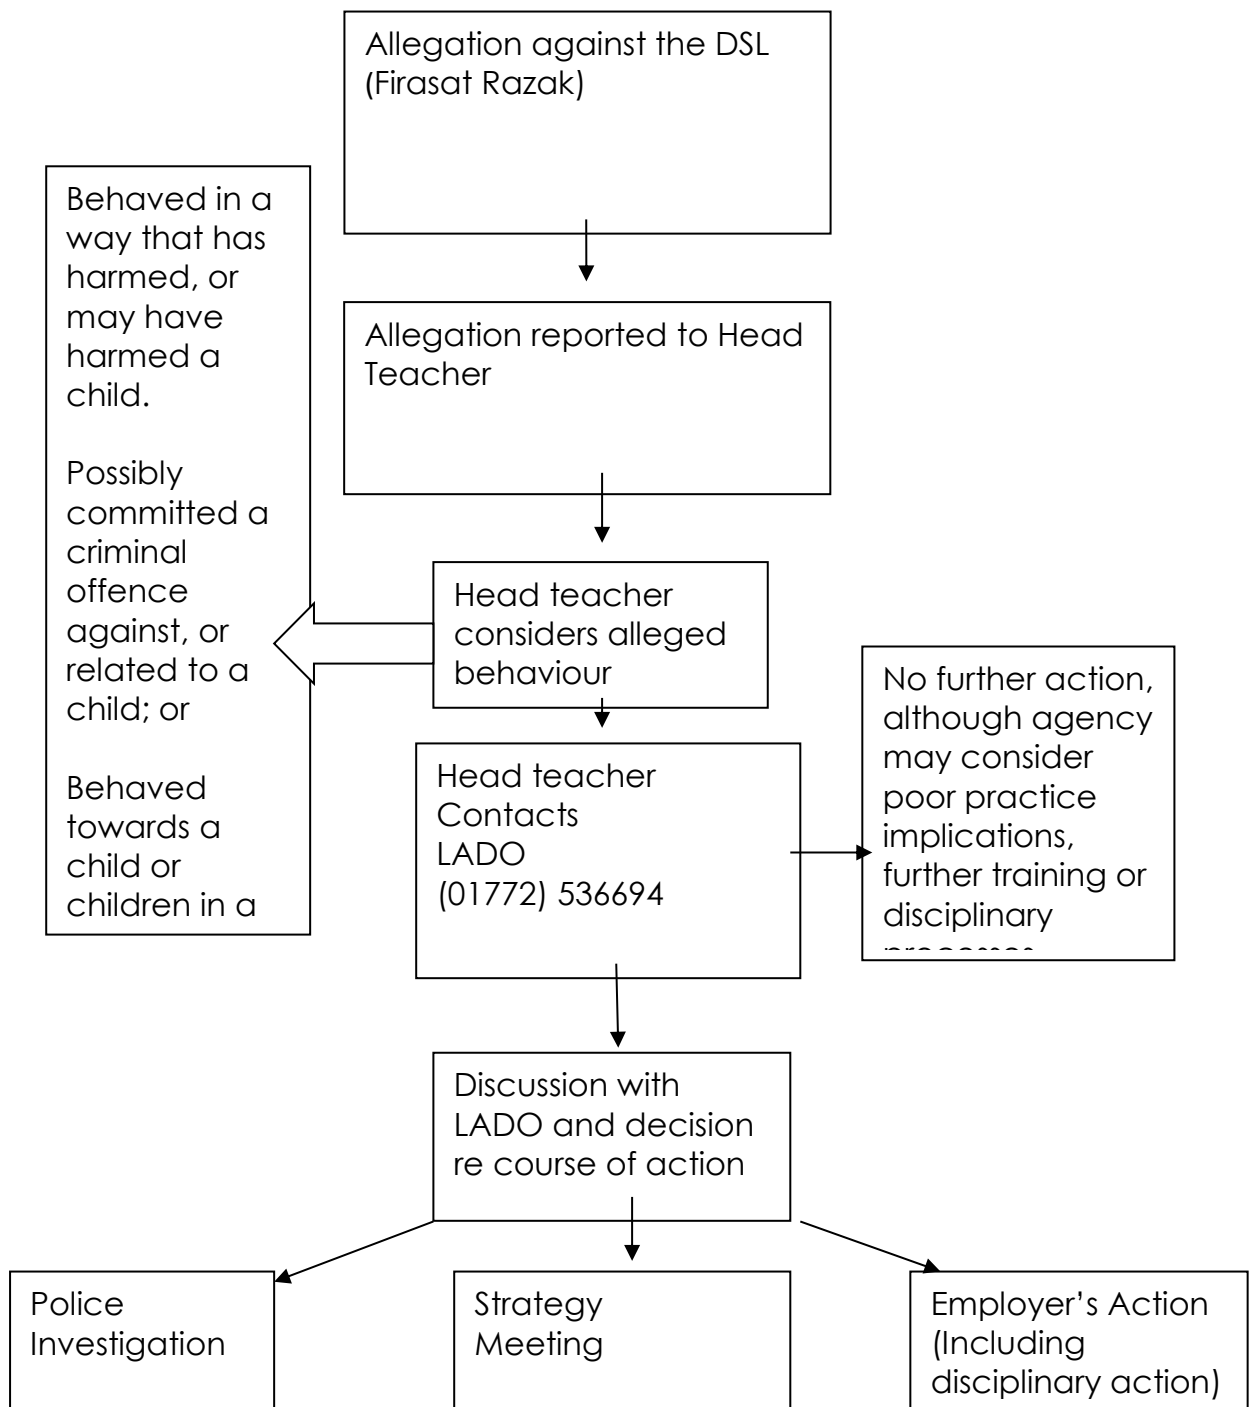 Allegation against the DSL
(Firasat Razak)
Behaved in a
way that has
harmed, or
may have
harmed a
child.
Possibly
committed a
criminal
offence
against, or
related to a
child; or
Behaved
towards a
child or
children in a
Allegation reported to Head
Teacher
Head teacher
considers alleged
behaviour
Head teacher
Contacts
LADO
(01772) 536694
No further action,
although agency
may consider
poor practice
implications,
further training or
disciplinary
Discussion with
LADO and decision
re course of action
Police
Investigation
Strategy
Meeting
Employer’s Action
(Including
disciplinary action)